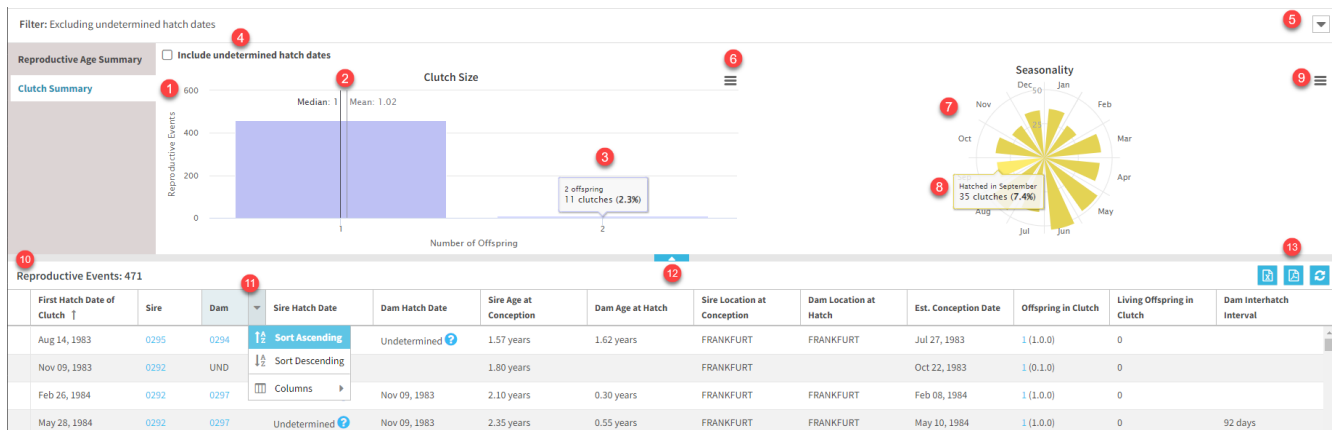 Filter: Excluding undetermined hatch dates
5
4
Reproductive Age Summary
Clutch Summary
Include undetermined hatch dates
1
2
6
Clutch Size
Median: 1
Mean: 1.02
600
400
200
0
Reproductive Events
3
2 offspring
11 clutches (2.3%)
1
2
Number of Offspring
Seasonality
9
7
8
50
25
Dec
Jan
Nov
Feb
Oct
Mar
Apr
Hatched in September
35 clutches (7.4%)
Aug
May
Jul
Jun
10
Reproductive Events: 471
11
12
13
First Hatch Date of Clutch ↑ Sire Dam Sire Hatch Date Dam Hatch Date Sire Age at Conception Dam Age at Hatch Sire Location at Conception Dam Location at Hatch Est. Conception Date Offspring in Clutch Living Offspring in Clutch Dam Interhatch Interval
Aug 14, 1983 0295 0294 Undetermined ? 1.57 years 1.62 years FRANKFURT FRANKFURT Jul 27, 1983 1 (1.0.0) 0
Sort Ascending
Sort Descending
Columns
Nov 09, 1983 0292 UND 1.80 years FRANKFURT Oct 22, 1983 1 (0.1.0) 0
Feb 26, 1984 0292 0297 Nov 09, 1983 2.10 years 0.30 years FRANKFURT FRANKFURT Feb 08, 1984 1 (1.0.0) 0
May 28, 1984 0292 0297 Undetermined ? Nov 09, 1983 2.35 years 0.55 years FRANKFURT FRANKFURT May 10, 1984 1 (1.0.0) 0 92 days